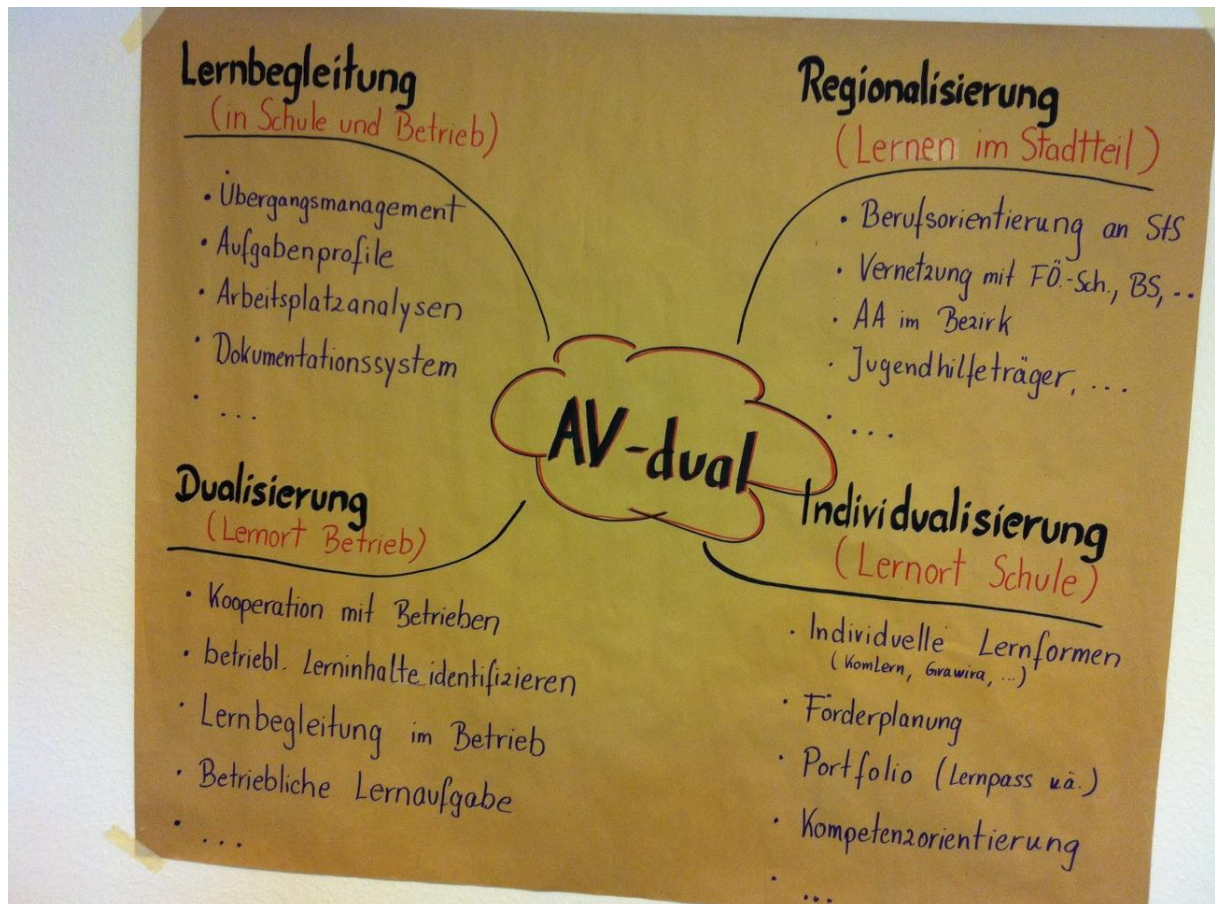 Lernbegleitung
(in Schule und Betrieb)
• Übergangsmanagement
• Aufgabenprofile
• Arbeitsplatzanalysen
• Dokumentationssystem
• ...
Regionalisierung
(Lernen im Stadtteil)
• Berufsorientierung an StS
• Vernetzung mit FÖ.-Sch., BS, ..
• AA im Bezirk
• Jugendhilfeträger, ...
• ...
AV-dual
Dualisierung
(Lernort Betrieb)
• Kooperation mit Betrieben
• betriebl. Lerninhalte identifizieren
• Lernbegleitung im Betrieb
• Betriebliche Lernaufgabe
• ...
Individualisierung
(Lernort Schule)
• Individuelle Lernformen
(KomLern, Grawira, ...)
• Förderplanung
• Portfolio (Lernpass uä.)
• Kompetenzorientierung
• ...